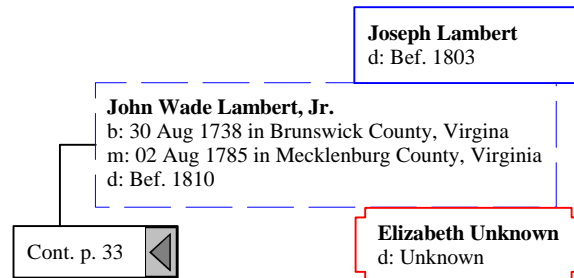 Joseph Lambert
d: Bef. 1803
John Wade Lambert, Jr.
b: 30 Aug 1738 in Brunswick County, Virgina
m: 02 Aug 1785 in Mecklenburg County, Virginia
d: Bef. 1810
Cont. p. 33
Elizabeth Unknown
d: Unknown